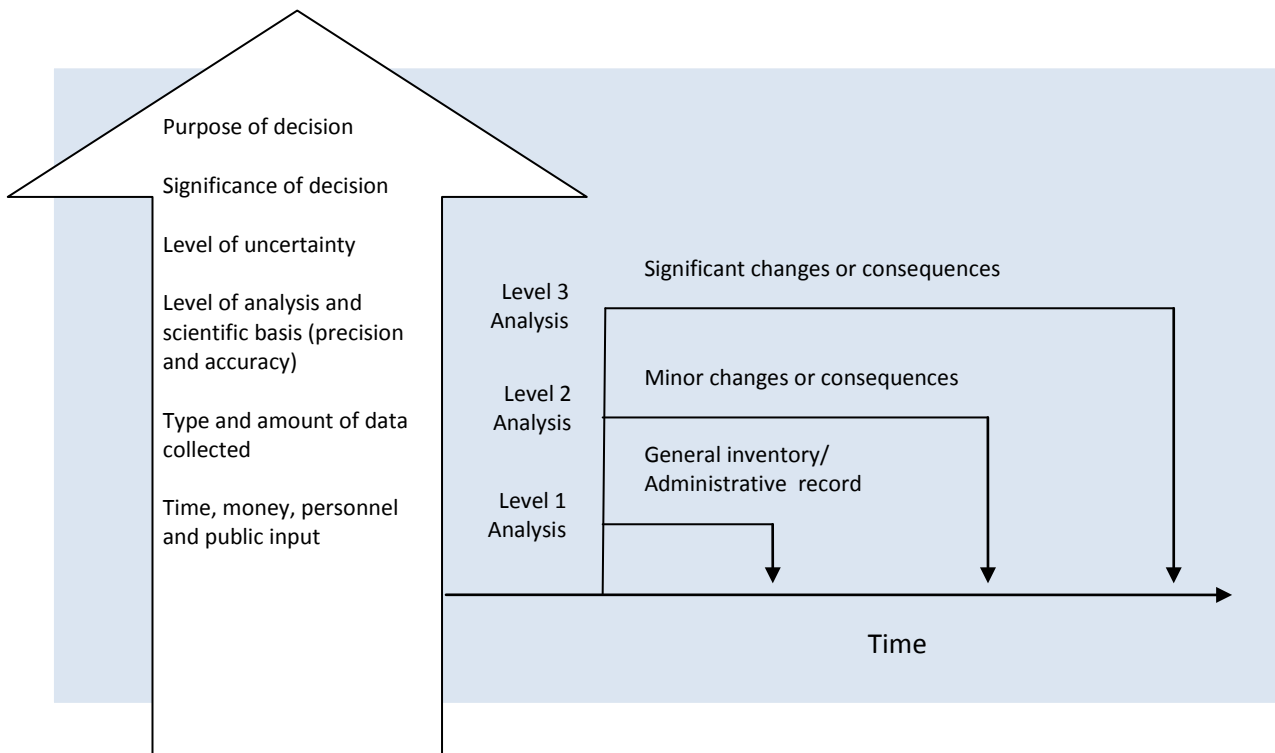 Purpose of decision
Significance of decision
Level of uncertainty
Level of analysis and
scientific basis (precision
and accuracy)
Type and amount of data
collected
Time, money, personnel
and public input
Significant changes or consequences
Level 3
Analysis
Minor changes or consequences
Level 2
Analysis
General inventory/
Administrative record
Level 1
Analysis
Time